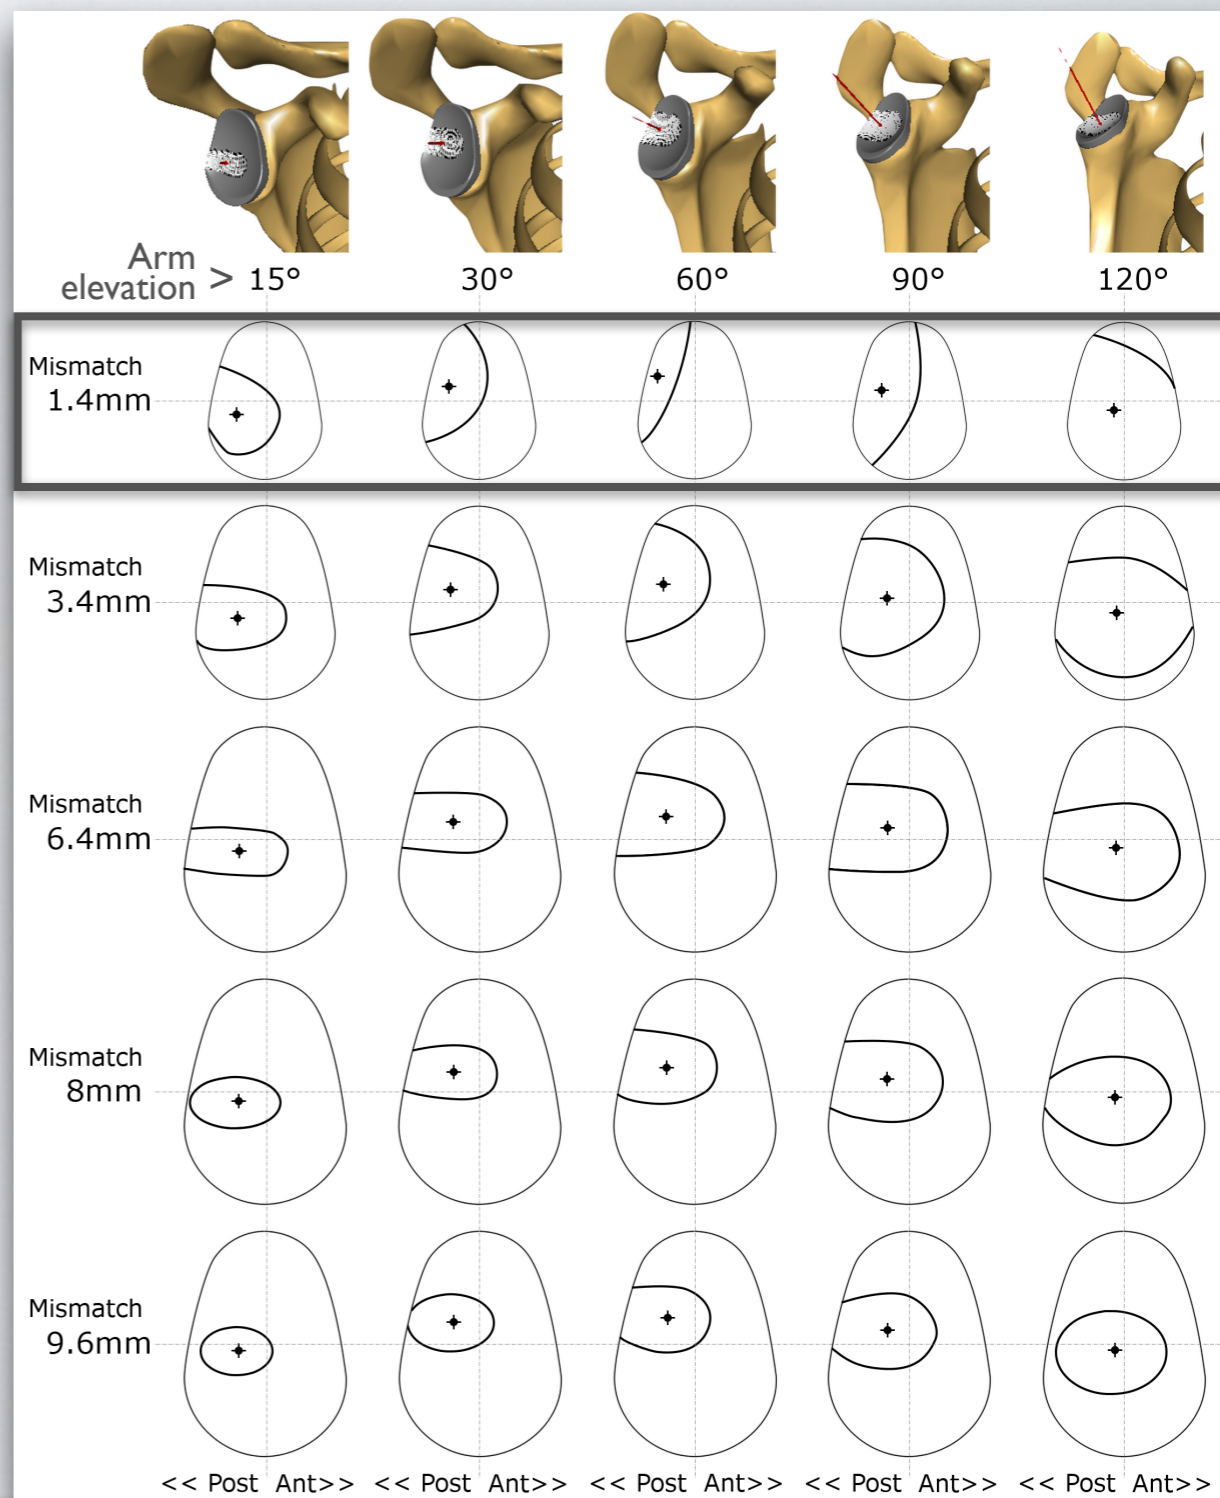 Arm
elevation > 15° 30° 60° 90° 120°
Mismatch
1.4mm
Mismatch
3.4mm
Mismatch
6.4mm
Mismatch
8mm
Mismatch
9.6mm
<< Post Ant>> << Post Ant>> << Post Ant>> << Post Ant>> << Post Ant>>